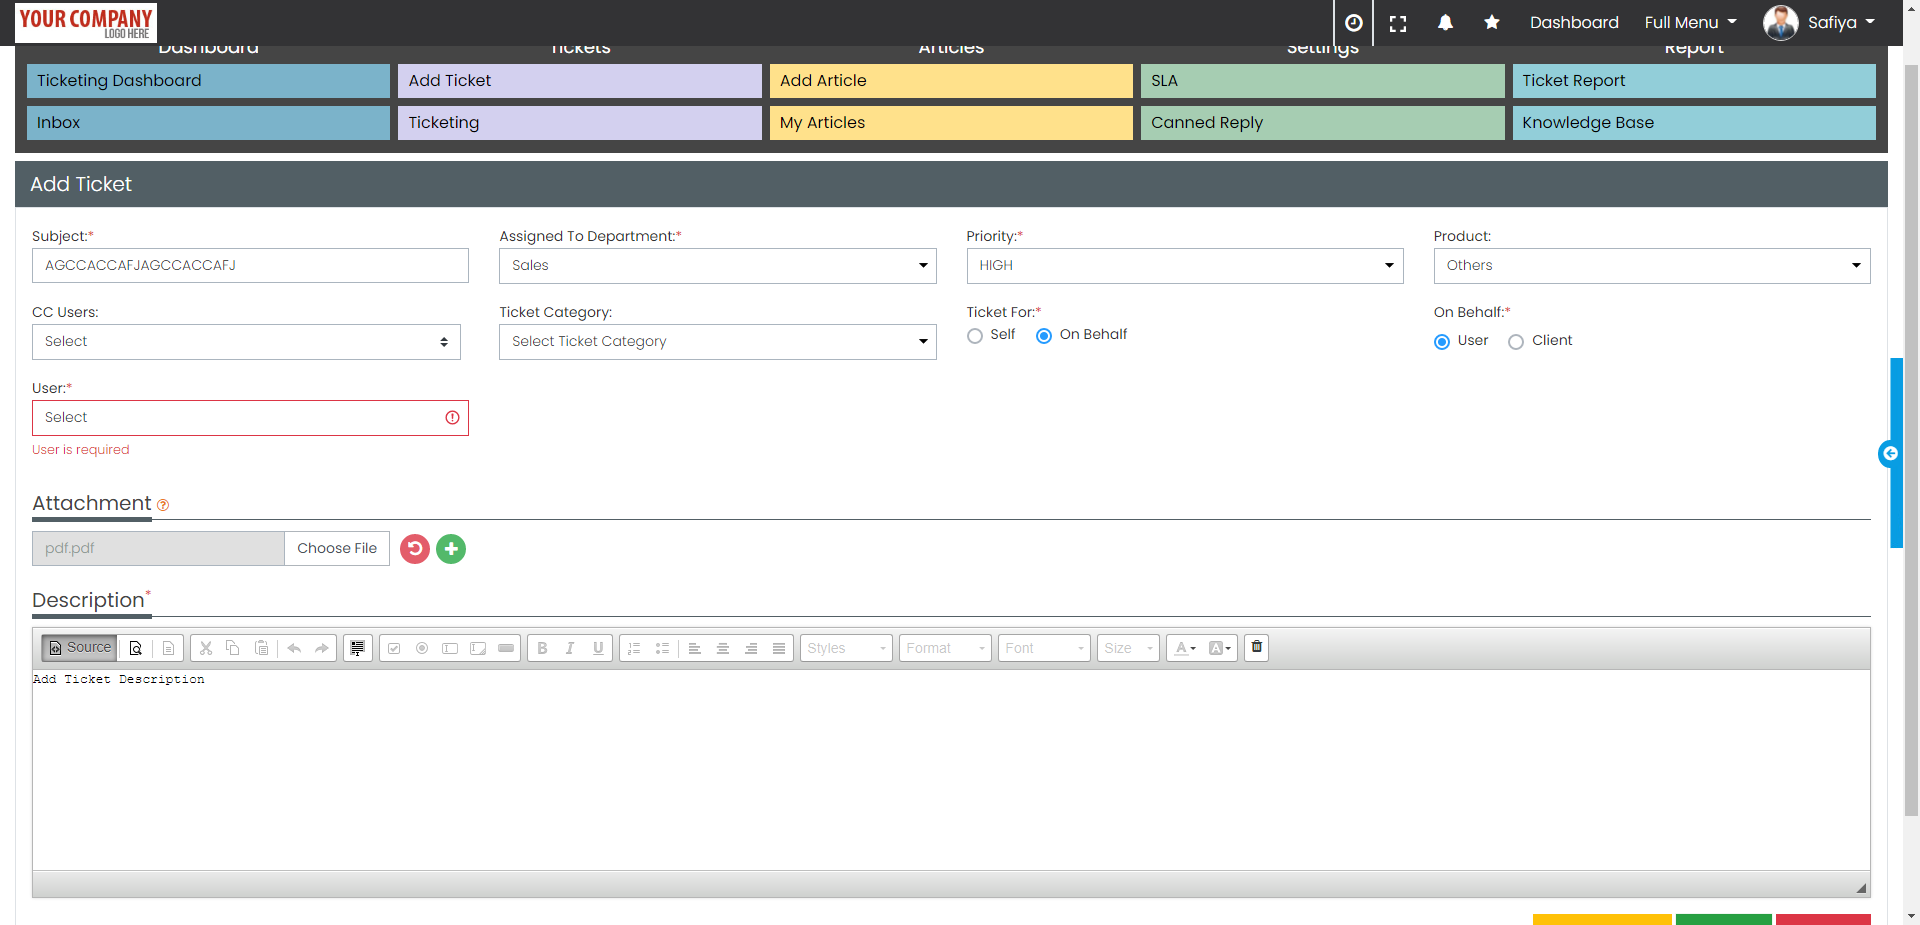 YOUR COMPANY
LOGO HERE
Dashboard
Full Menu
Safiya
Dashboard
Tickets
Articles
Settings
Report
Ticketing Dashboard
Add Ticket
Add Article
SLA
Ticket Report
Inbox
Ticketing
My Articles
Canned Reply
Knowledge Base
Add Ticket
Subject:*
Assigned To Department:*
Priority:*
Product:
AGCCACCAFJAGCCACCAFJ
Sales
HIGH
Others
CC Users:
Ticket Category:
Ticket For:*
On Behalf:*
Select
Select Ticket Category
Self
On Behalf
User
Client
User:*
Select
User is required
Attachment
pdf.pdf
Choose File
Description*
Source
Styles
Format
Font
Size
Add Ticket Description